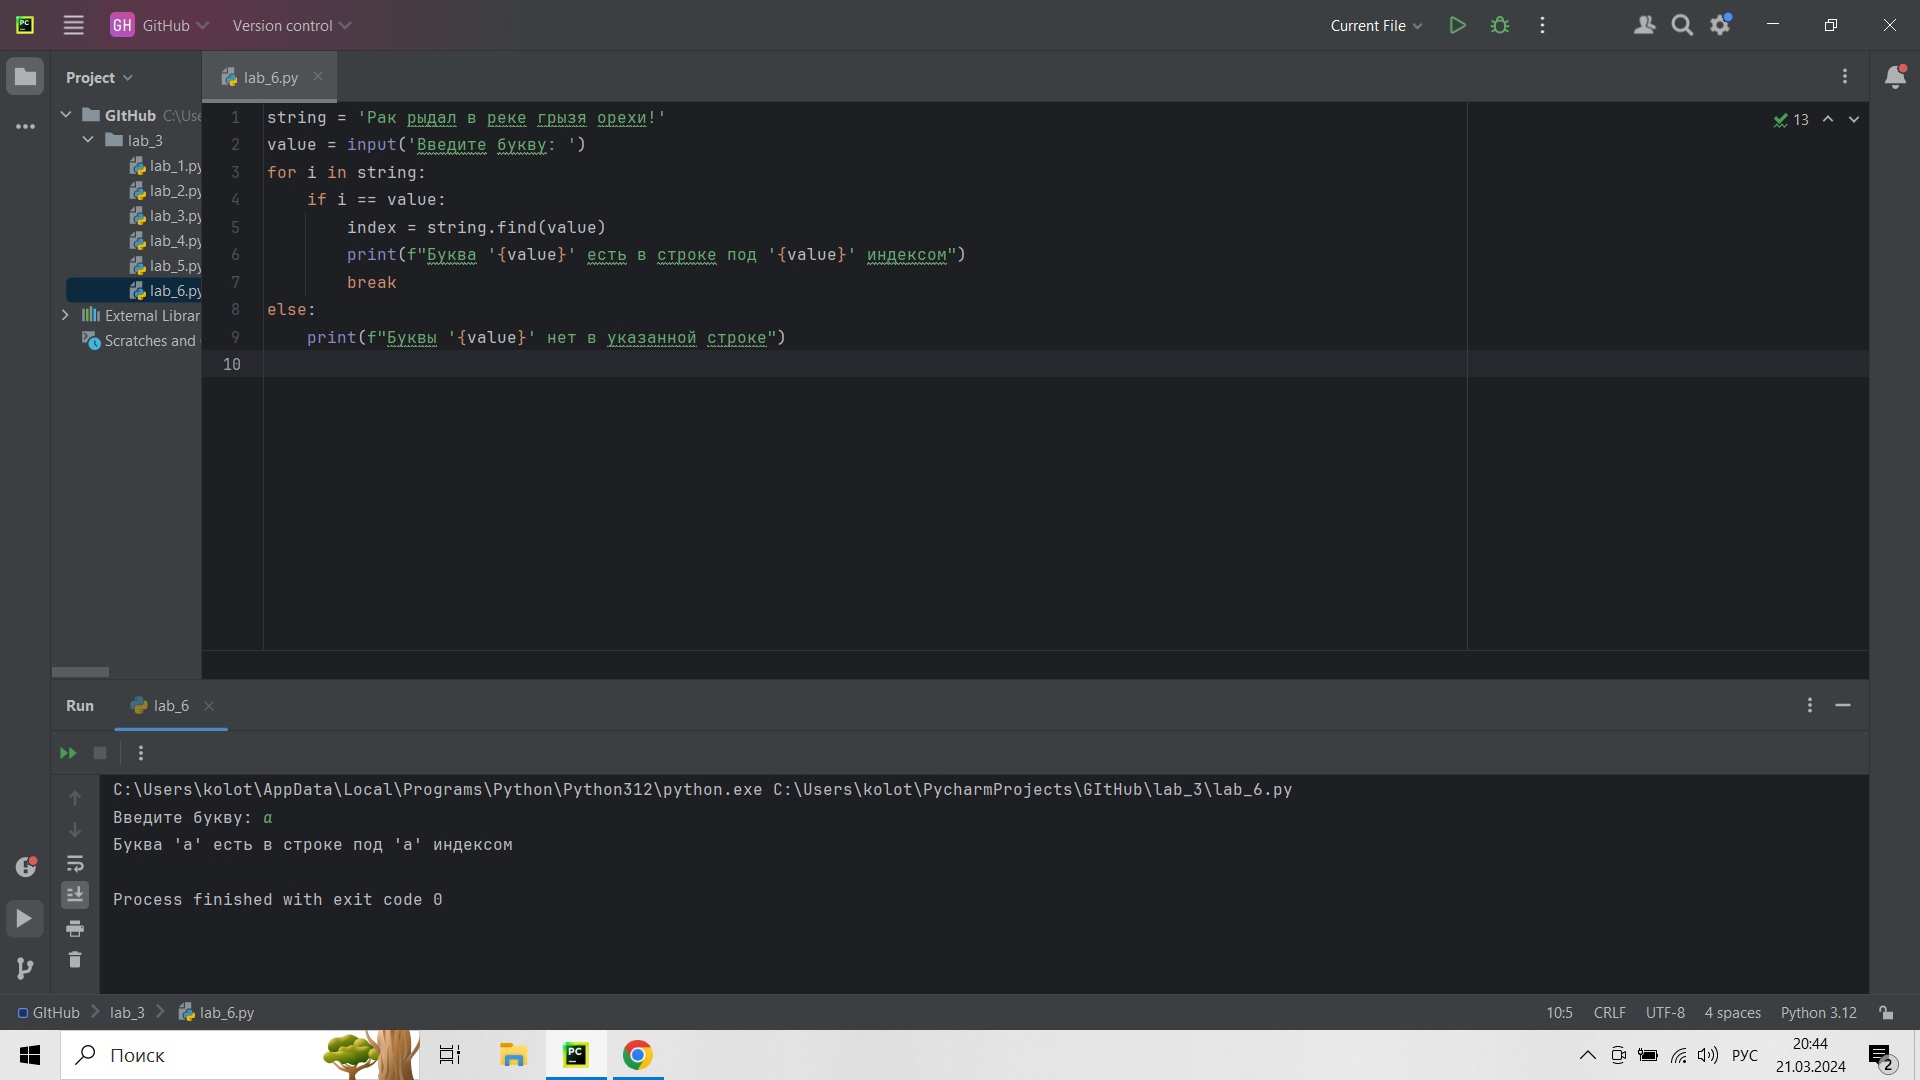 GH GitHub Version control Current File
Project
lab_6.py
GItHub C:\Use
lab_3
lab_1.py
lab_2.py
lab_3.py
lab_4.py
lab_5.py
lab_6.py
External Librar
Scratches and
13
1 string = 'Рак рыдал в реке грызя орехи!'
2 value = input('Введите букву: ')
3 for i in string:
4 if i == value:
5 index = string.find(value)
6 print(f"Буква '{value}' есть в строке под '{value}' индексом")
7 break
8 else:
9 print(f"Буквы '{value}' нет в указанной строке")
10
Run lab_6
C:\Users\kolot\AppData\Local\Programs\Python\Python312\python.exe C:\Users\kolot\PycharmProjects\GItHub\lab_3\lab_6.py
Введите букву: а
Буква 'а' есть в строке под 'а' индексом
Process finished with exit code 0
GItHub lab_3 lab_6.py 10:5 CRLF UTF-8 4 spaces Python 3.12
Поиск
PC
РУС
20:44
21.03.2024
2